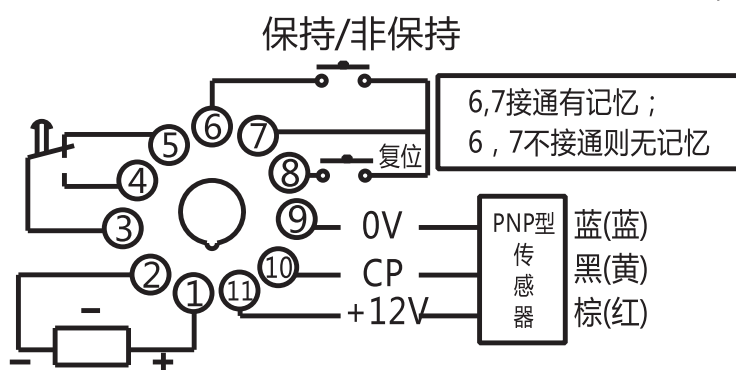 保持/非保持
6,7接通有记忆；
6，7不接通则无记忆
复位
6
7
5
8
4
3
9
2
10
1
11
0V
CP
+12V
PNP型
传
感
器
蓝(蓝)
黑(黄)
棕(红)
-
-
+